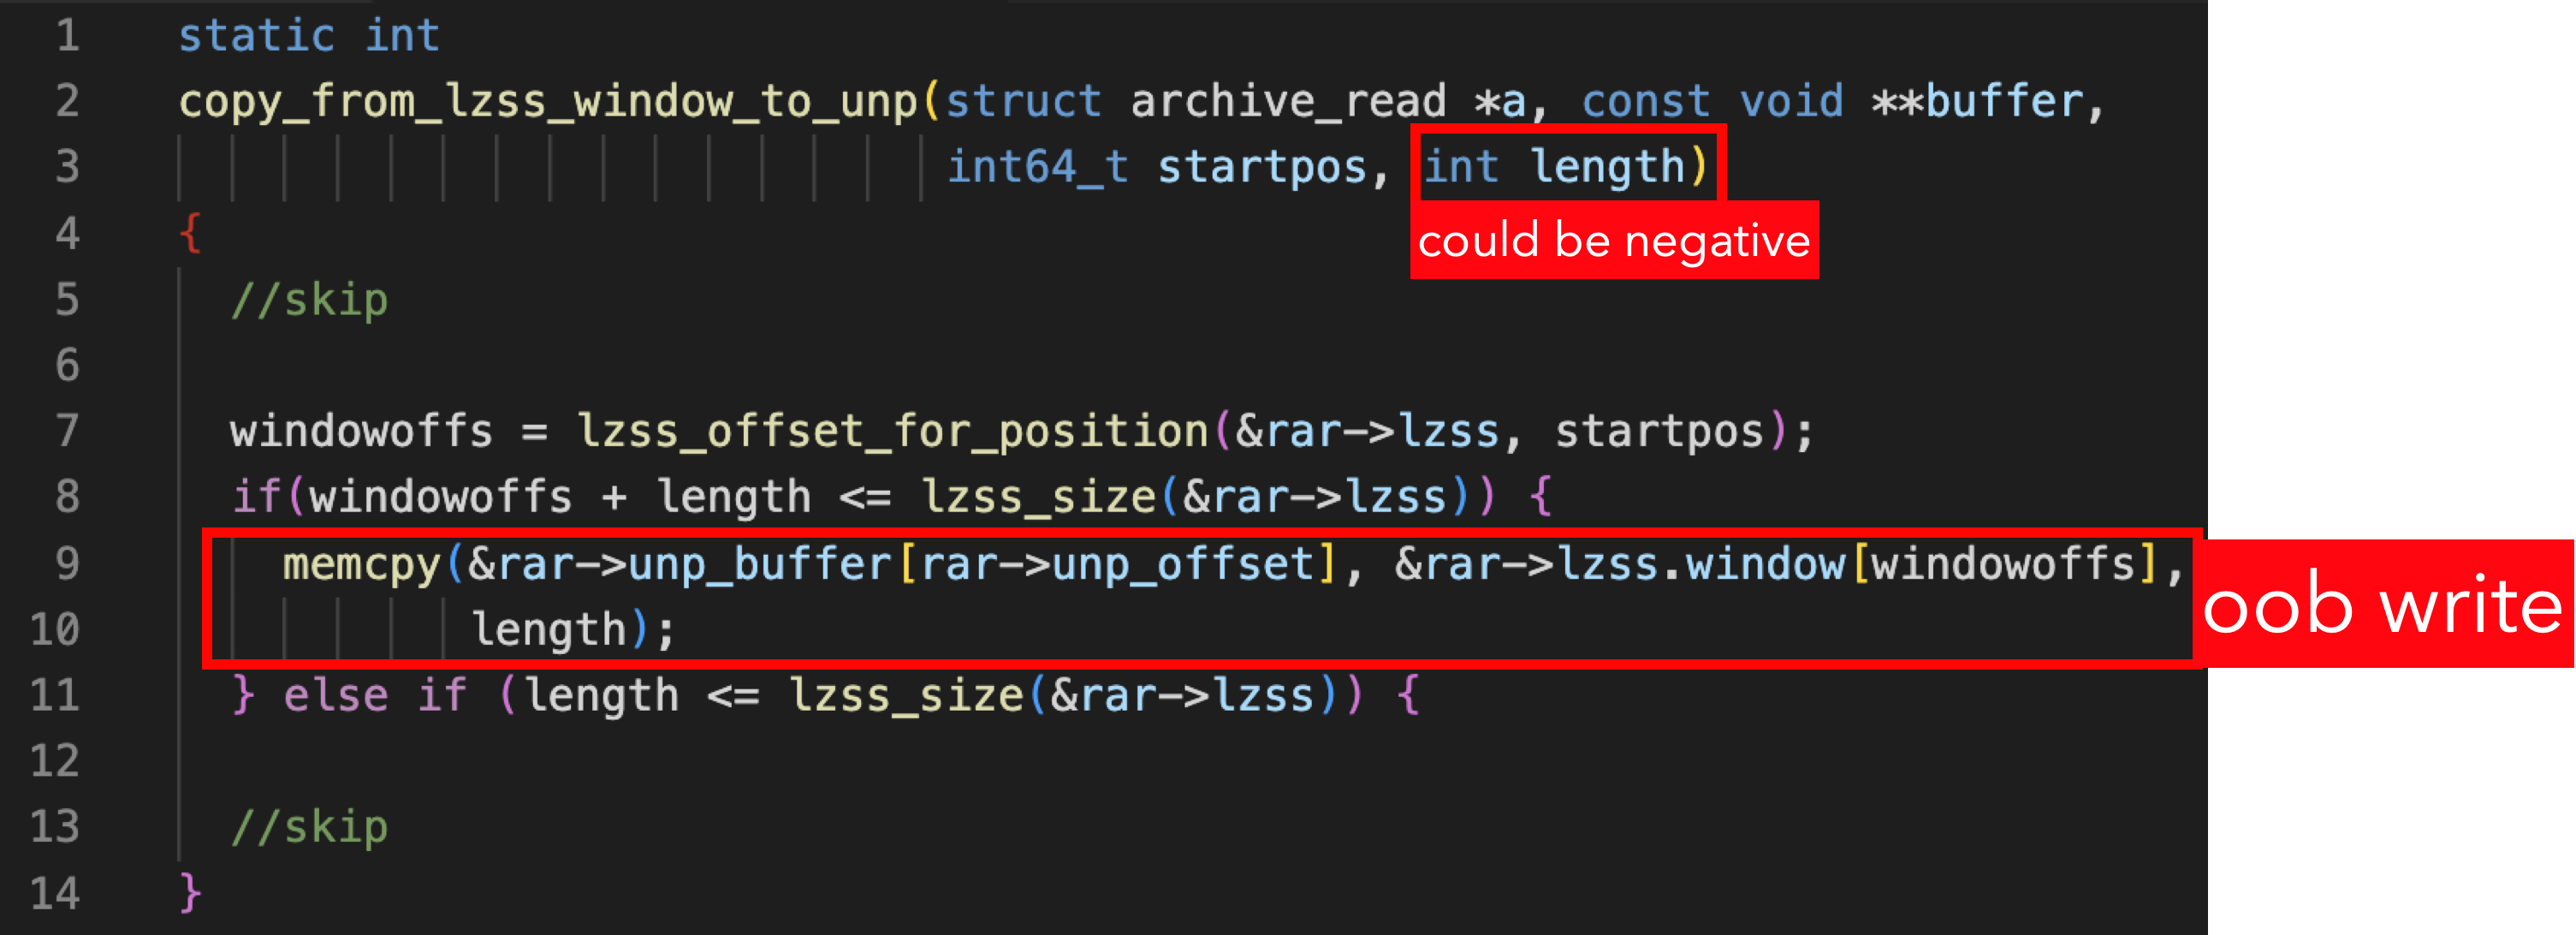 1 static int
2 copy_from_lzss_window_to_unp(struct archive_read *a, const void **buffer,
3 int64_t startpos, int length)
4 {
could be negative
5 //skip
6
7 windowoffs = lzss_offset_for_position(&rar->lzss, startpos);
8 if(windowoffs + length <= lzss_size(&rar->lzss)) {
9 memcpy(&rar->unp_buffer[rar->unp_offset], &rar->lzss.window[windowoffs],
oob write
10 length);
11 } else if (length <= lzss_size(&rar->lzss)) {
12
13 //skip
14 }